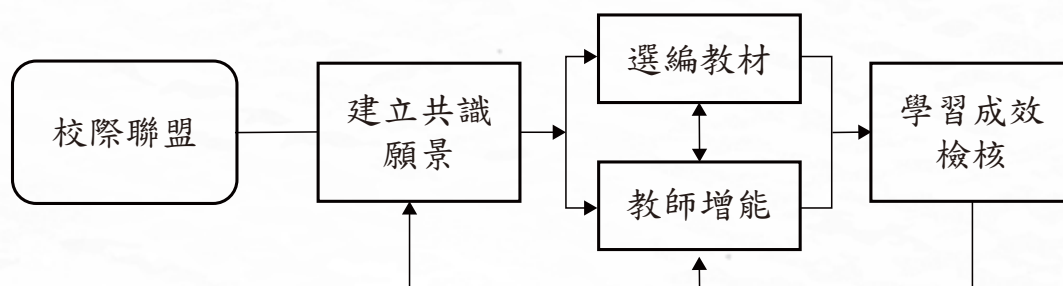 校際聯盟
建立共識
願景
選編教材
教師增能
學習成效
檢核